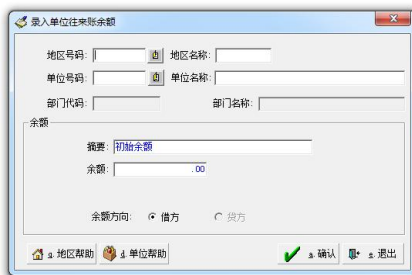 录入单位往来账余额
地区号码: 地区名称:
单位号码: 单位名称:
部门代码: 部门名称:
余额
摘要: 初始余额
余额: .00
余额方向: 借方 贷方
a. 地区帮助 d. 单位帮助 a. 确认 x. 退出